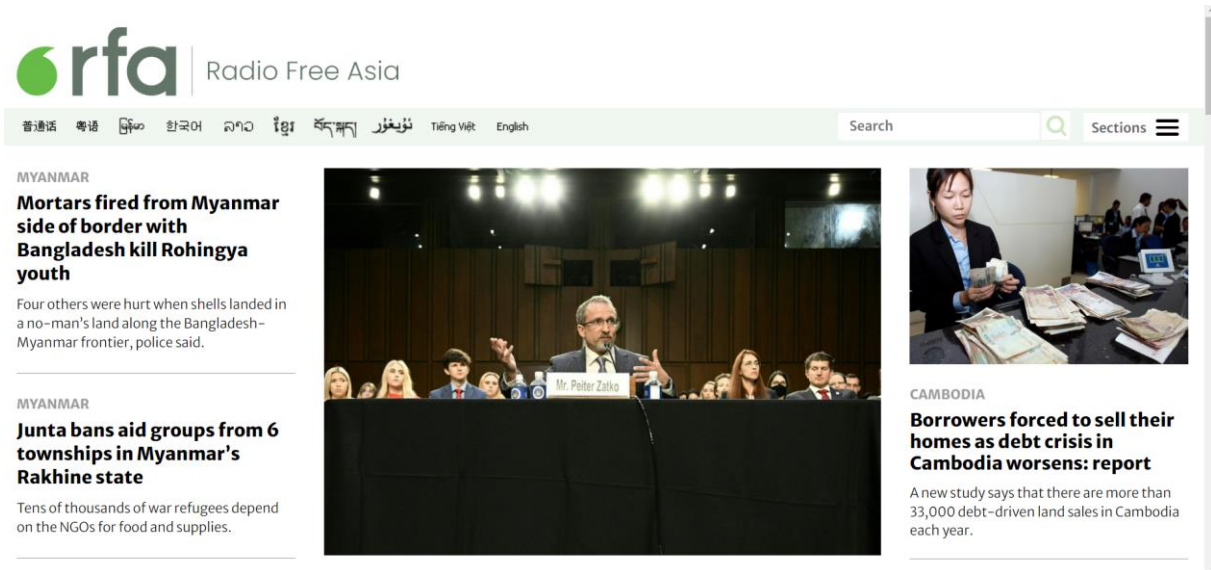 rfa Radio Free Asia
普通话 粤语 မြန်မာ 한국어 ລາວ ខ្មែរ བོད་སྐད། ئۇيغۇر Tiếng Việt English Search Sections
MYANMAR
Mortars fired from Myanmar
side of border with
Bangladesh kill Rohingya
youth
Four others were hurt when shells landed in
a no-man’s land along the Bangladesh-
Myanmar frontier, police said.
MYANMAR
Junta bans aid groups from 6
townships in Myanmar’s
Rakhine state
Tens of thousands of war refugees depend
on the NGOs for food and supplies.
Mr. Peiter Zatko
CAMBODIA
Borrowers forced to sell their
homes as debt crisis in
Cambodia worsens: report
A new study says that there are more than
33,000 debt-driven land sales in Cambodia
each year.